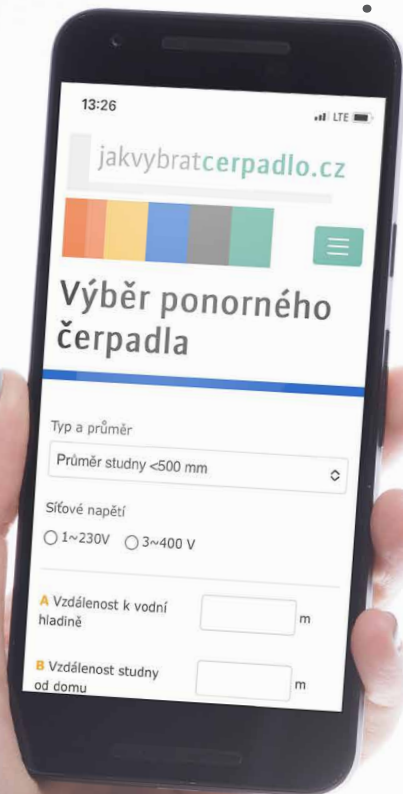 13:26
LTE
jakvybratcerpadlo.cz
Výběr ponorného
čerpadla
Typ a průměr
Průměr studny <500 mm
Síťové napětí
1~230V 3~400 V
A Vzdálenost k vodní
hladině
m
B Vzdálenost studny
od domu
m